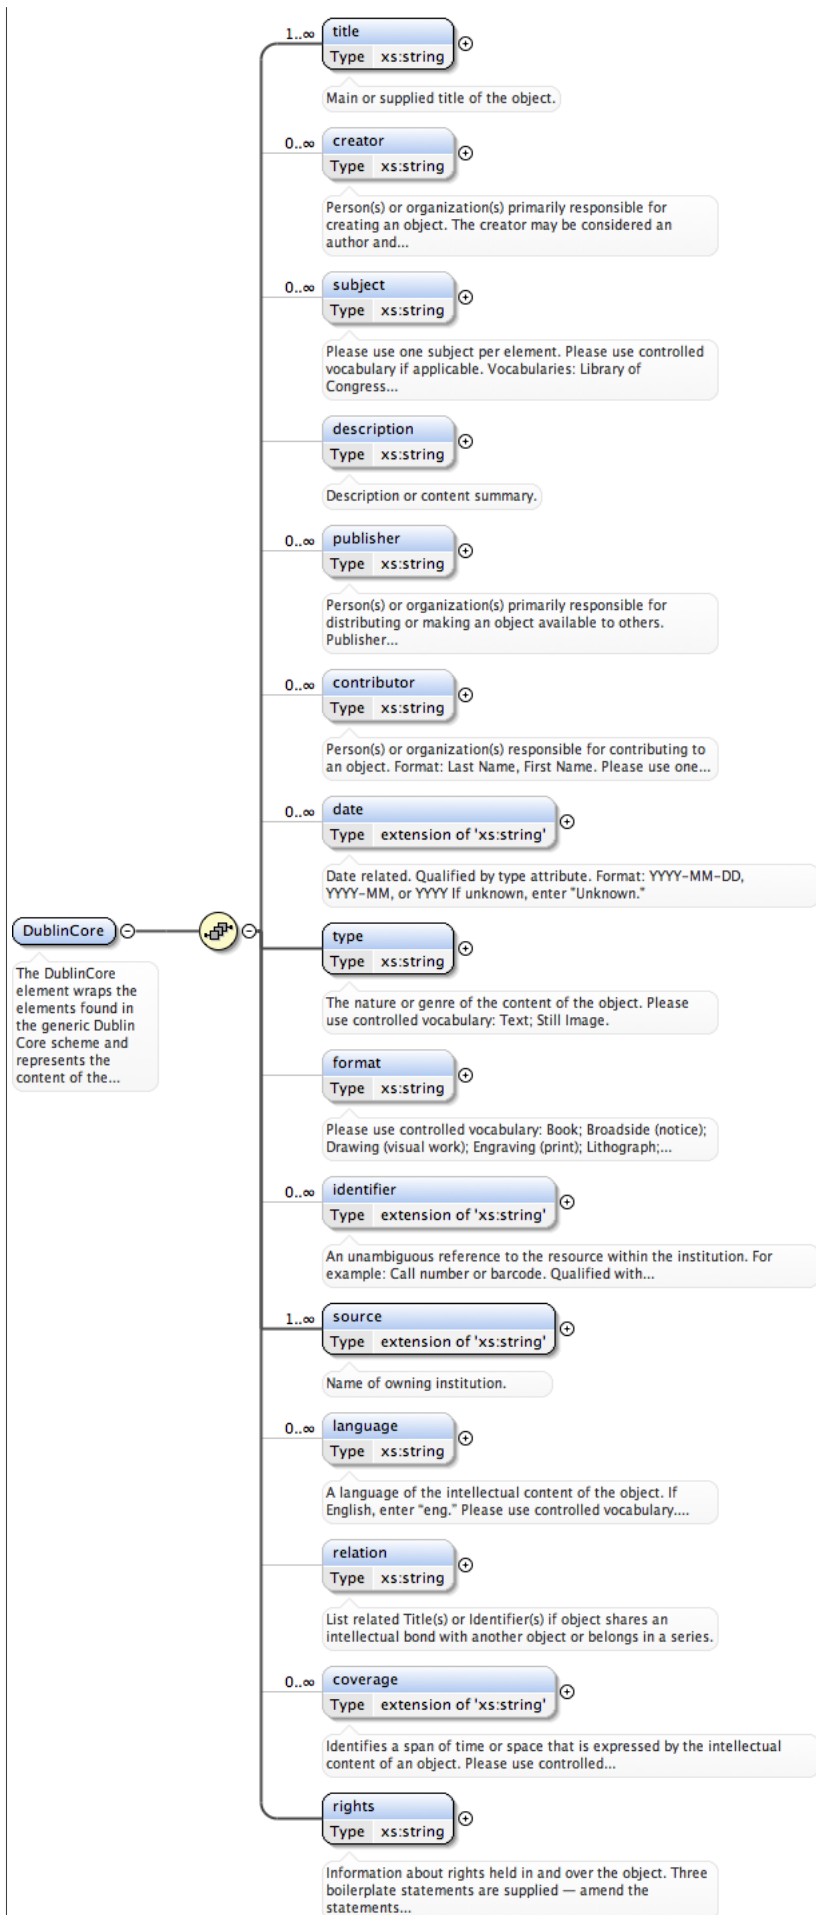 1..∞ title
Type xs:string
Main or supplied title of the object.
0..∞ creator
Type xs:string
Person(s) or organization(s) primarily responsible for
creating an object. The creator may be considered an
author and...
0..∞ subject
Type xs:string
Please use one subject per element. Please use controlled
vocabulary if applicable. Vocabularies: Library of
Congress...
description
Type xs:string
Description or content summary.
0..∞ publisher
Type xs:string
Person(s) or organization(s) primarily responsible for
distributing or making an object available to others.
Publisher...
0..∞ contributor
Type xs:string
Person(s) or organization(s) responsible for contributing to
an object. Format: Last Name, First Name. Please use one...
0..∞ date
Type extension of 'xs:string'
Date related. Qualified by type attribute. Format: YYYY-MM-DD,
YYYY-MM, or YYYY If unknown, enter "Unknown."
DublinCore
The DublinCore
element wraps the
elements found in
the generic Dublin
Core scheme and
represents the
content of the...
type
Type xs:string
The nature or genre of the content of the object. Please
use controlled vocabulary: Text; Still Image.
format
Type xs:string
Please use controlled vocabulary: Book; Broadside (notice);
Drawing (visual work); Engraving (print); Lithograph;...
0..∞ identifier
Type extension of 'xs:string'
An unambiguous reference to the resource within the institution. For
example: Call number or barcode. Qualified with...
1..∞ source
Type extension of 'xs:string'
Name of owning institution.
0..∞ language
Type xs:string
A language of the intellectual content of the object. If
English, enter "eng." Please use controlled vocabulary....
relation
Type xs:string
List related Title(s) or Identifier(s) if object shares an
intellectual bond with another object or belongs in a series.
0..∞ coverage
Type extension of 'xs:string'
Identifies a span of time or space that is expressed by the intellectual
content of an object. Please use controlled...
rights
Type xs:string
Information about rights held in and over the object. Three
boilerplate statements are supplied — amend the
statements...